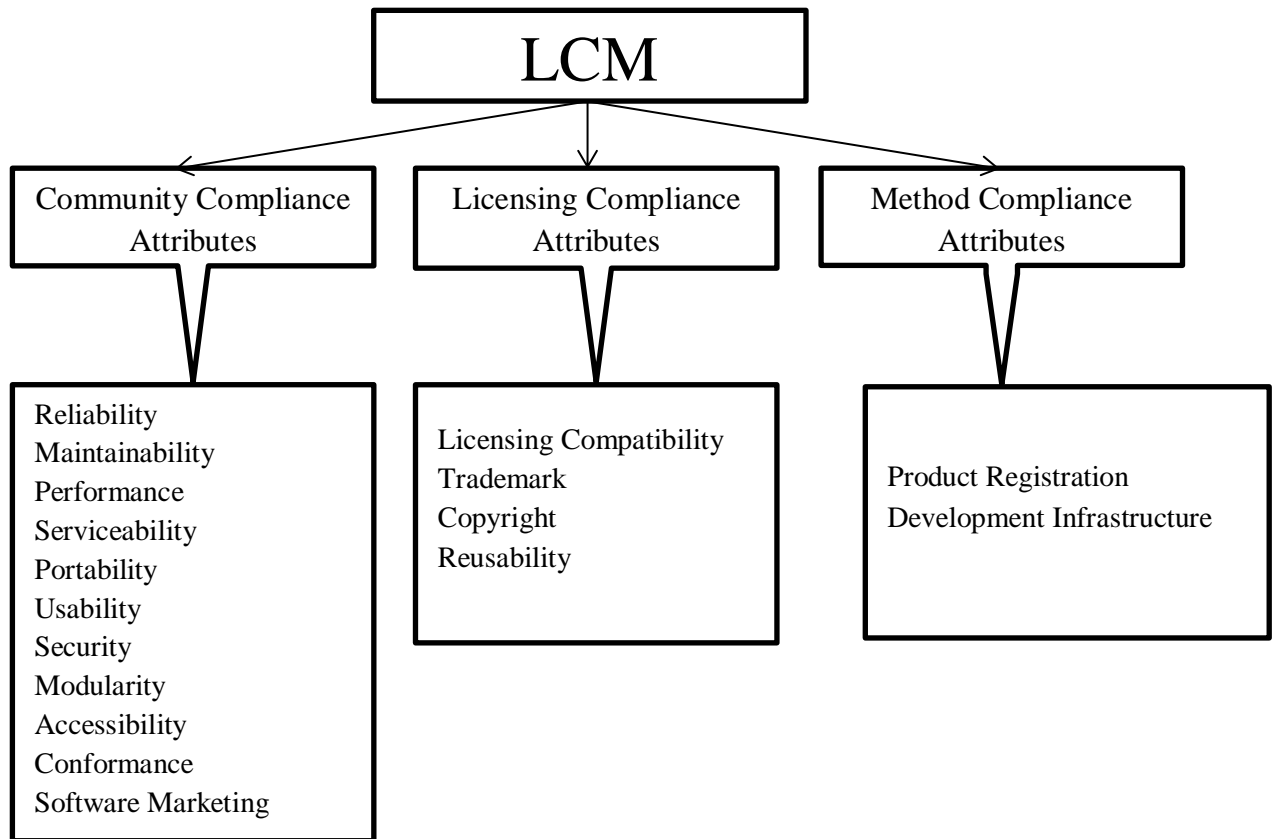 LCM
Community Compliance
Attributes
Licensing Compliance
Attributes
Method Compliance
Attributes
Reliability
Maintainability
Performance
Serviceability
Portability
Usability
Security
Modularity
Accessibility
Conformance
Software Marketing
Licensing Compatibility
Trademark
Copyright
Reusability
Product Registration
Development Infrastructure